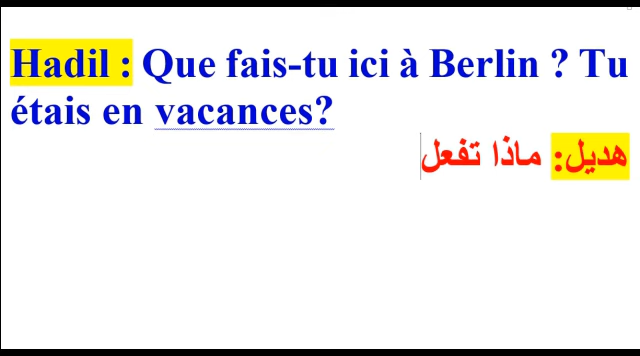 Hadil : Que fais-tu ici à Berlin ? Tu
étais en vacances?
هديل: ماذا تفعل